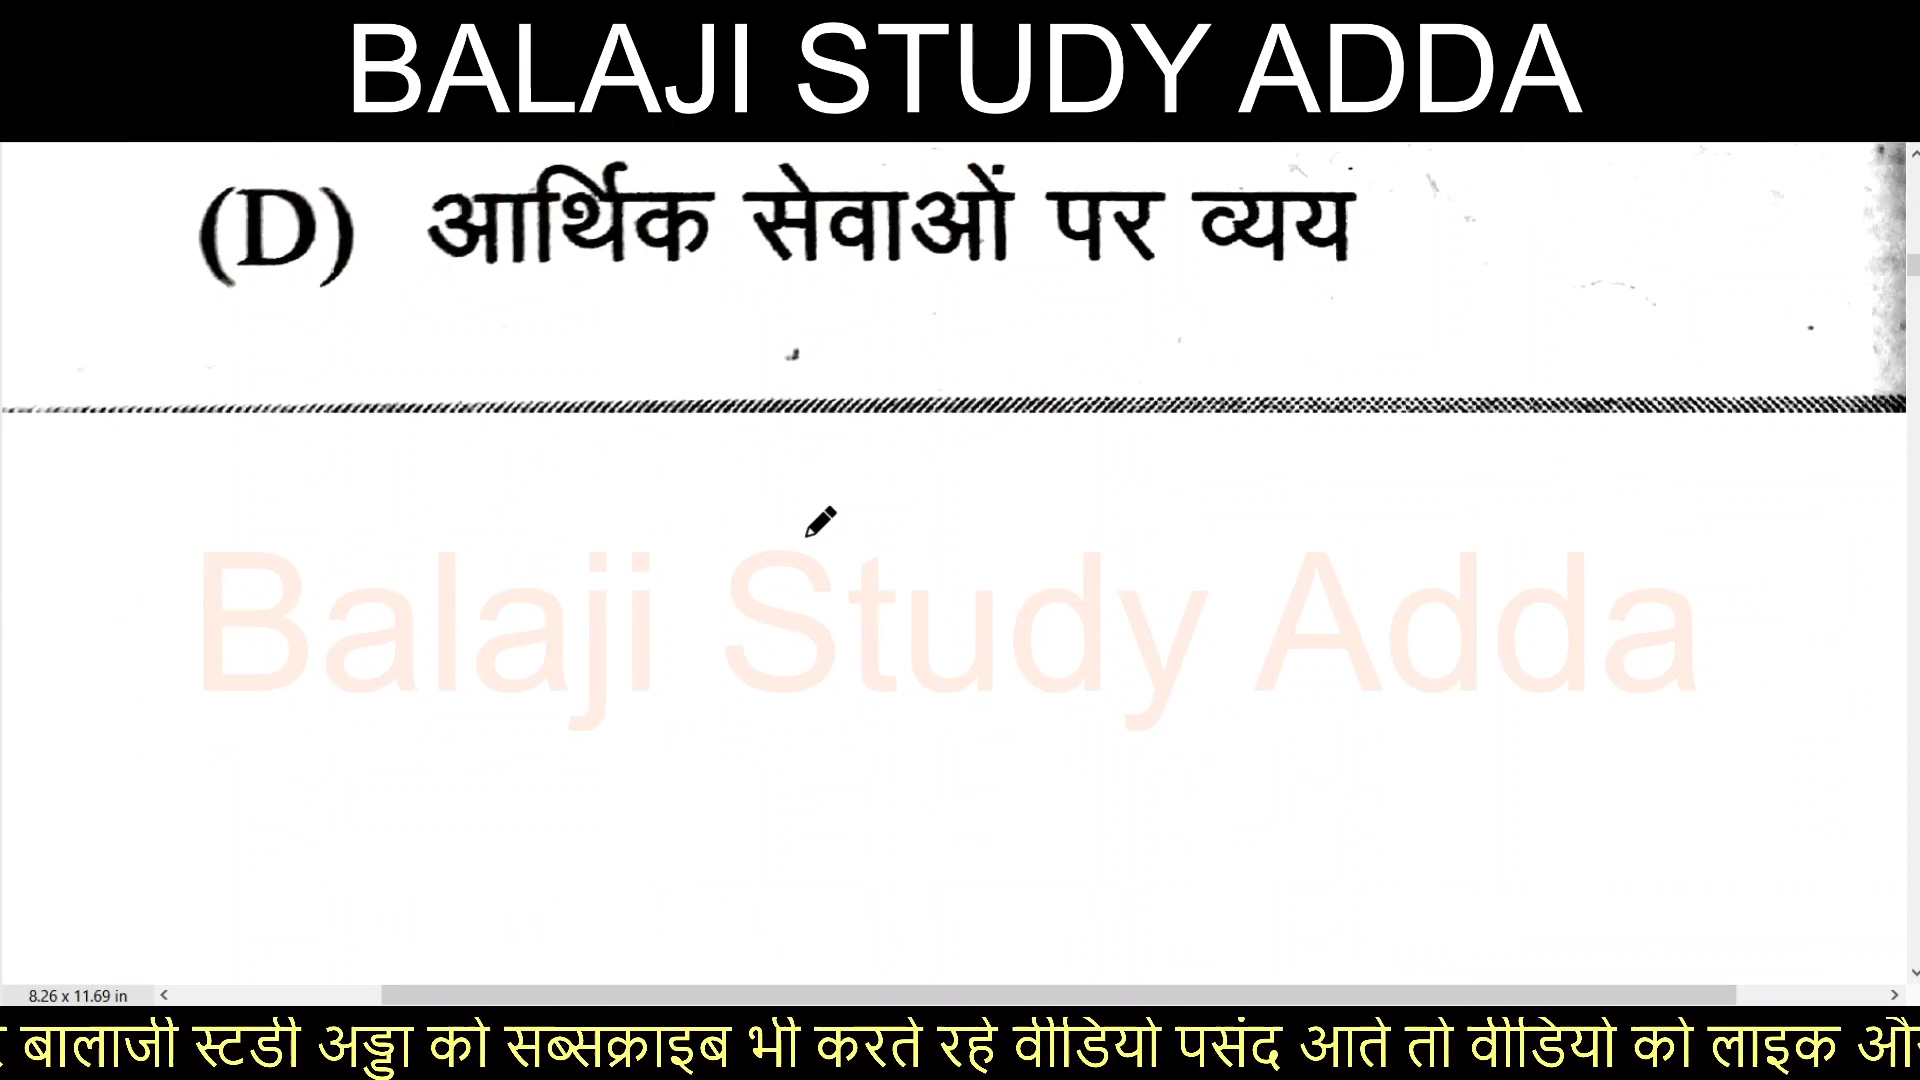 BALAJI STUDY ADDA
(D) आर्थिक सेवाओं पर व्यय
Balaji Study Adda
8.26 x 11.69 in
बालाजी स्टडी अड्डा को सब्सक्राइब भी करते रहे वीडियो पसंद आते तो वीडियो को लाइक